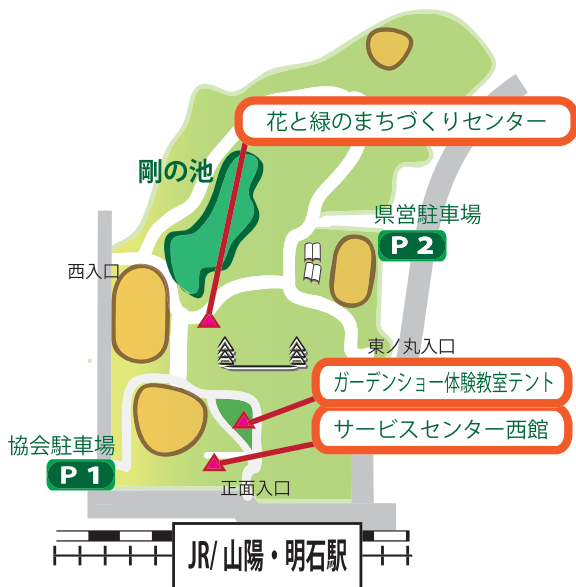 花と緑のまちづくりセンター
剛の池
県営駐車場
P 2
西入口
東ノ丸入口
ガーデンショー体験教室テント
サービスセンター西館
協会駐車場
P 1
正面入口
JR/山陽・明石駅